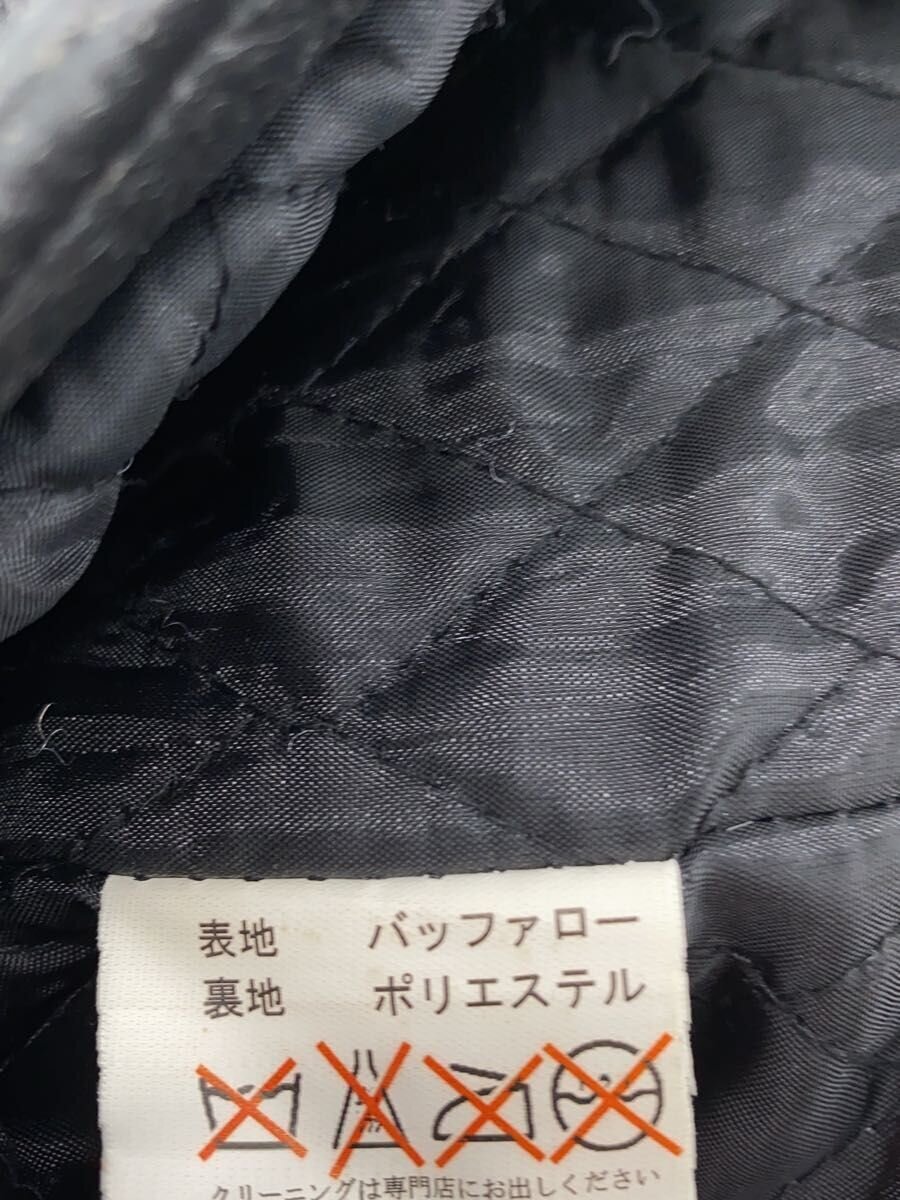 表地 バッファロー
裏地 ポリエステル
クリーニングは専門店にお出しください